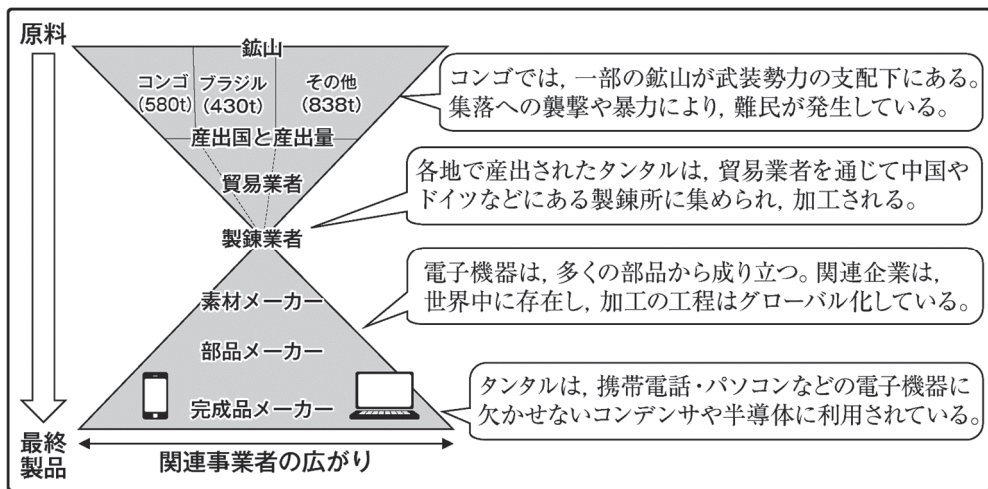 原料
鉱山
コンゴ ブラジル その他
(580t) (430t) (838t)
産出国と産出量
貿易業者
製錬業者
素材メーカー
部品メーカー
完成品メーカー
最終
製品
関連事業者の広がり
コンゴでは，一部の鉱山が武装勢力の支配下にある。
集落への襲撃や暴力により，難民が発生している。
各地で産出されたタンタルは，貿易業者を通じて中国や
ドイツなどにある製錬所に集められ，加工される。
電子機器は，多くの部品から成り立つ。関連企業は，
世界中に存在し，加工の工程はグローバル化している。
タンタルは，携帯電話・パソコンなどの電子機器に
欠かせないコンデンサや半導体に利用されている。